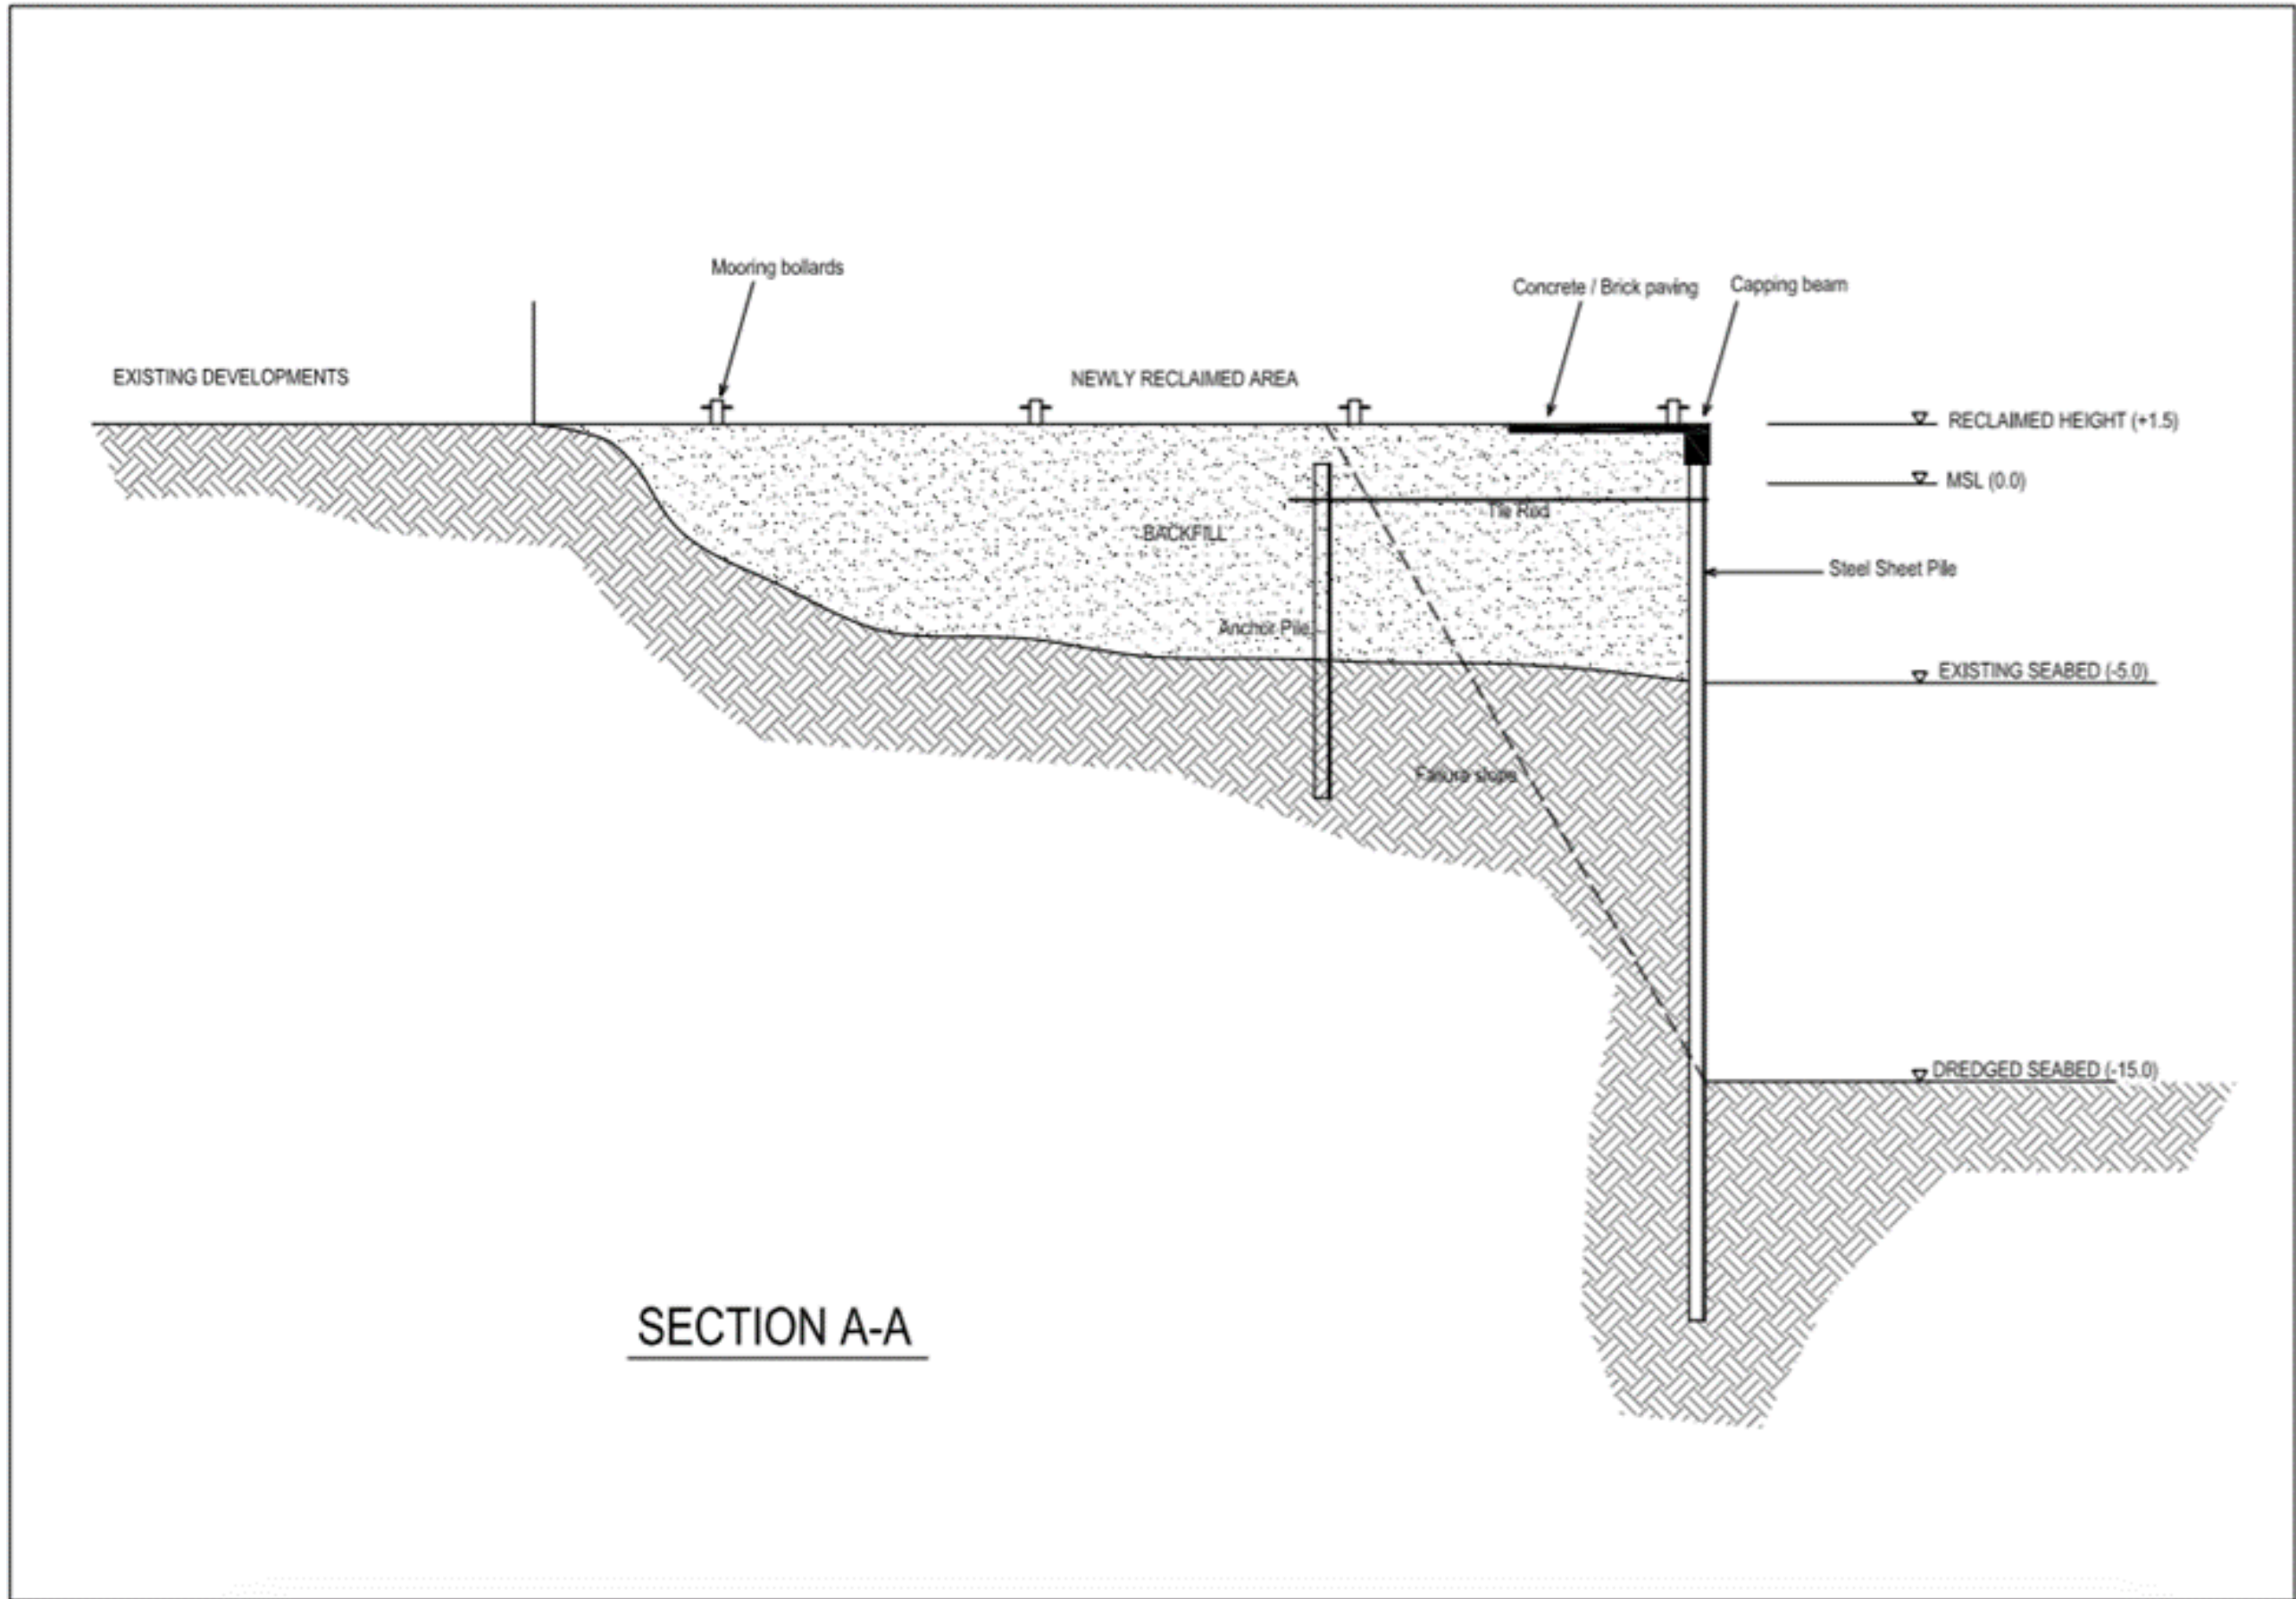 Mooring bollards
Concrete / Brick paving
Capping beam
EXISTING DEVELOPMENTS
NEWLY RECLAIMED AREA
RECLAIMED HEIGHT (+1.5)
MSL (0.0)
Tie Rod
BACKFILL
Steel Sheet Pile
Anchor Pile
EXISTING SEABED (-5.0)
Failure slope
DREDGED SEABED (-15.0)
SECTION A-A